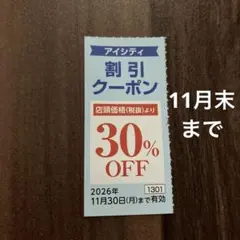 アイシティ
割引
クーポン
店頭価格(税抜)より
30%
OFF
2026年 1301
11月30日(月)まで有効
11月末
まで